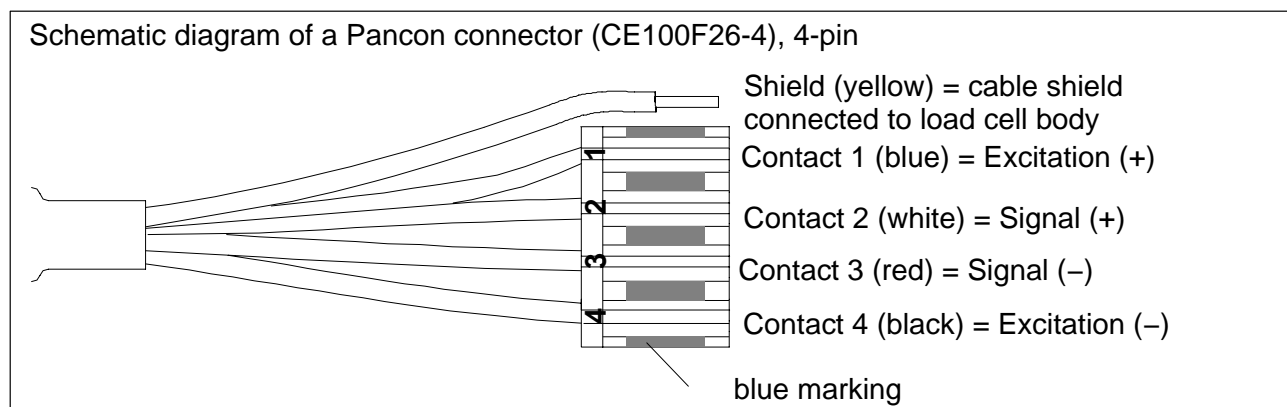 Schematic diagram of a Pancon connector (CE100F26-4), 4-pin
Shield (yellow) = cable shield
connected to load cell body
1
Contact 1 (blue) = Excitation (+)
2
Contact 2 (white) = Signal (+)
3
Contact 3 (red) = Signal (−)
4
Contact 4 (black) = Excitation (−)
blue marking